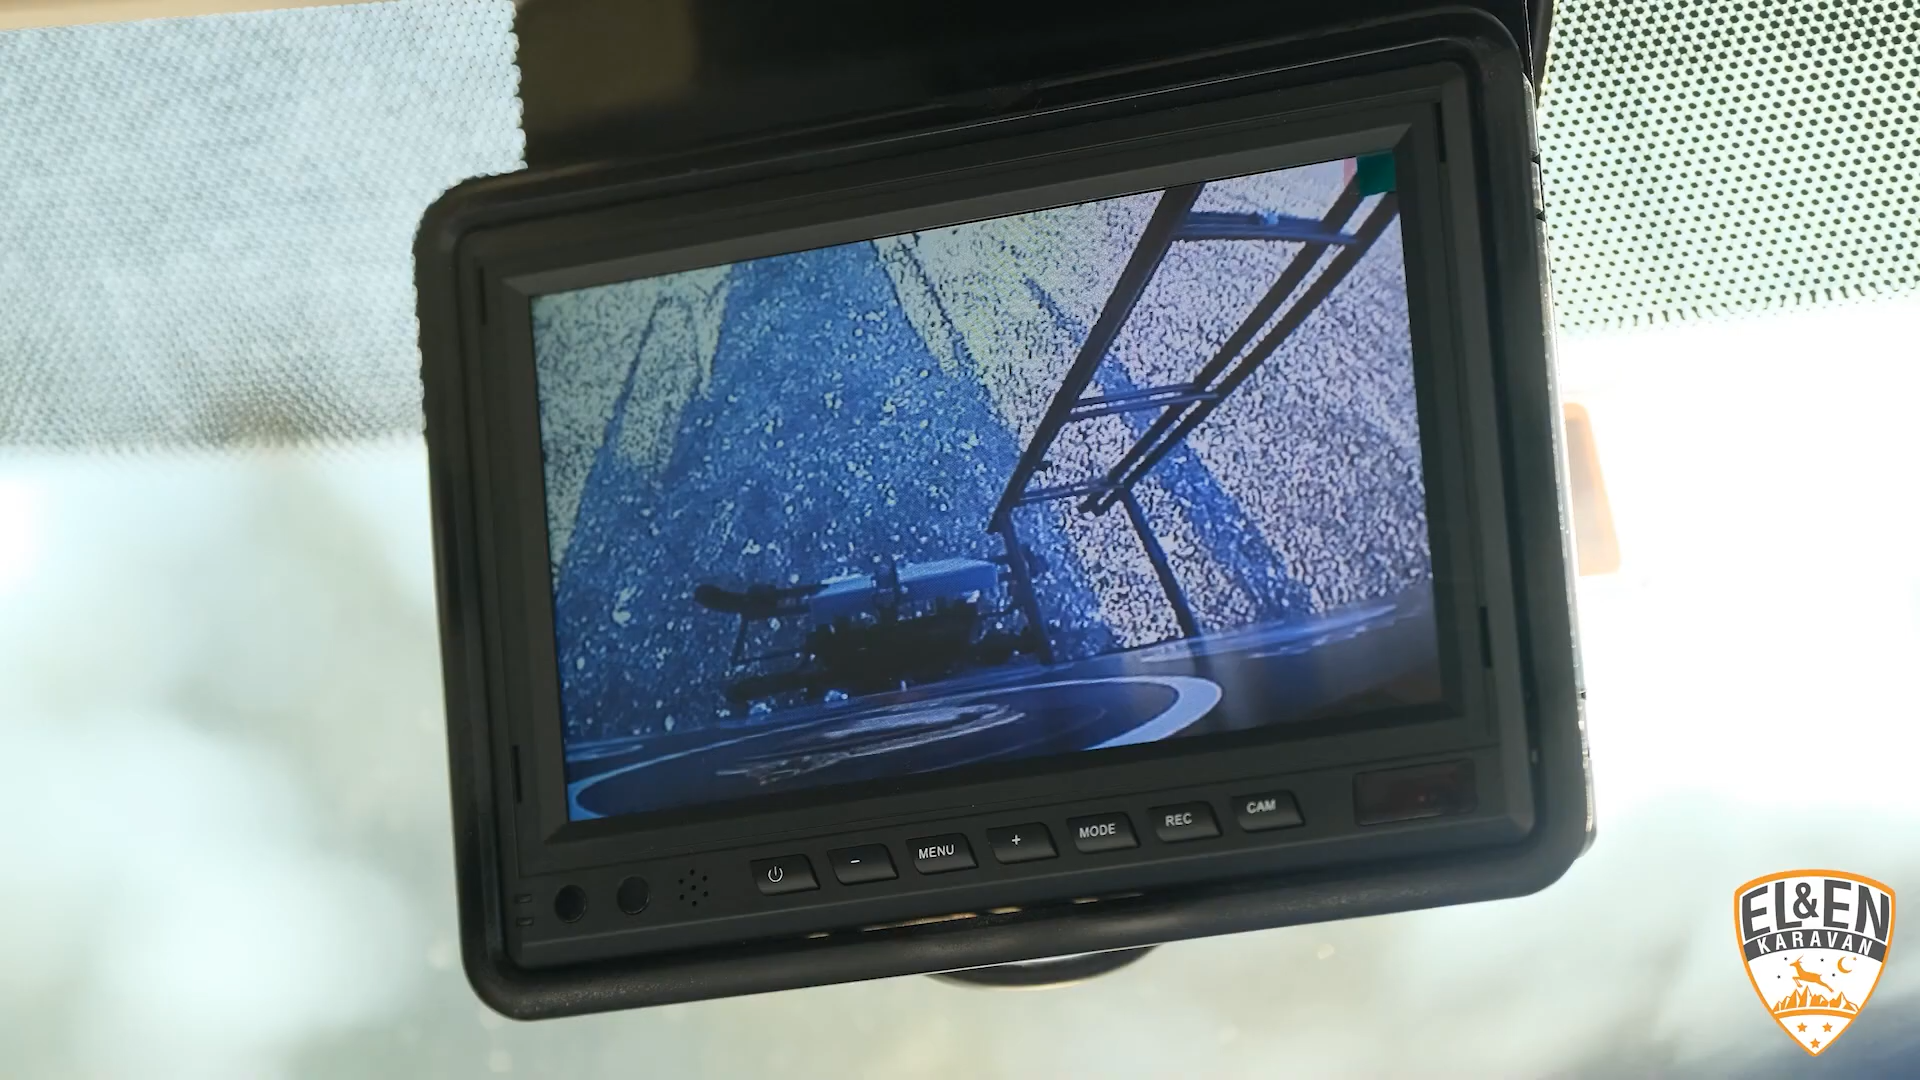 −
MENU
+
MODE
REC
CAM
EL&EN
KARAVAN